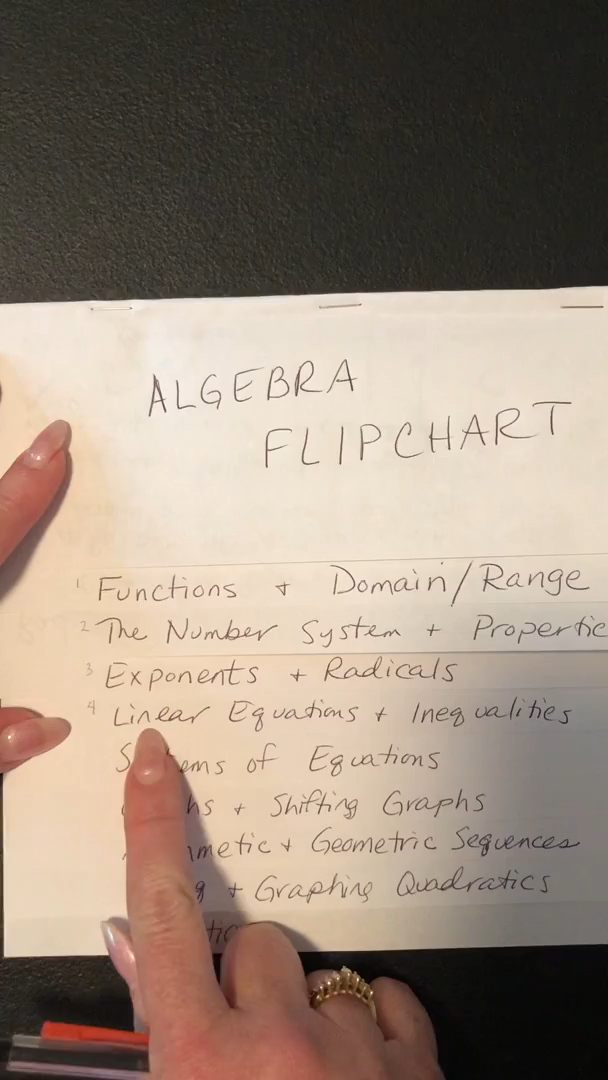 ALGEBRA
FLIPCHART
1. Functions + Domain/Range
2 The Number System +
3 Exponents + Radicals
4 Linear Equations + Inequalities
of Equations
+ Shifting Graphs
+ Geometric Sequences
+ Graphing Quadratics